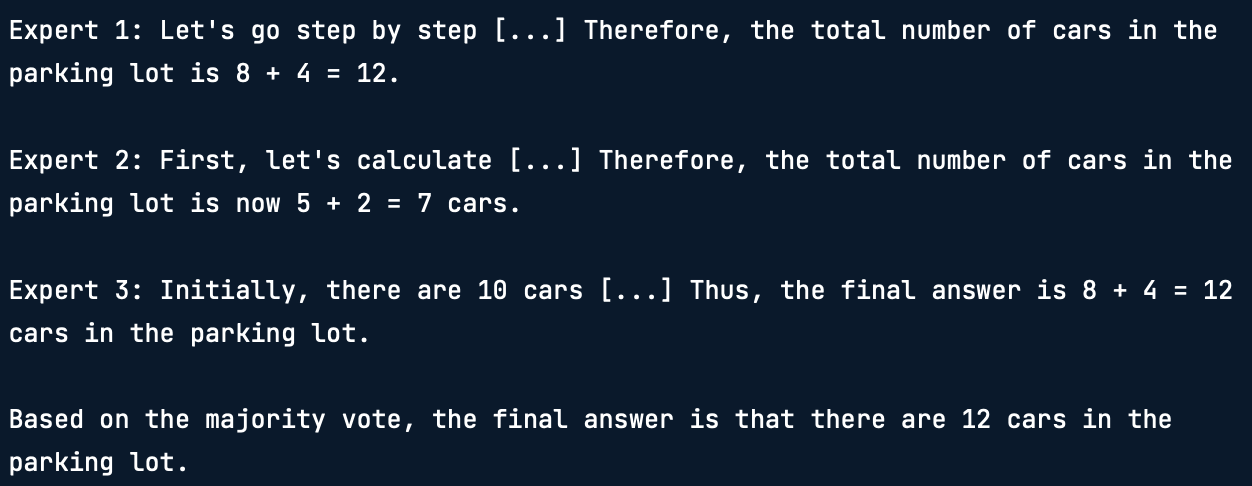 Expert 1: Let's go step by step [...] Therefore, the total number of cars in the
parking lot is 8 + 4 = 12.
Expert 2: First, let's calculate [...] Therefore, the total number of cars in the
parking lot is now 5 + 2 = 7 cars.
Expert 3: Initially, there are 10 cars [...] Thus, the final answer is 8 + 4 = 12
cars in the parking lot.
Based on the majority vote, the final answer is that there are 12 cars in the
parking lot.